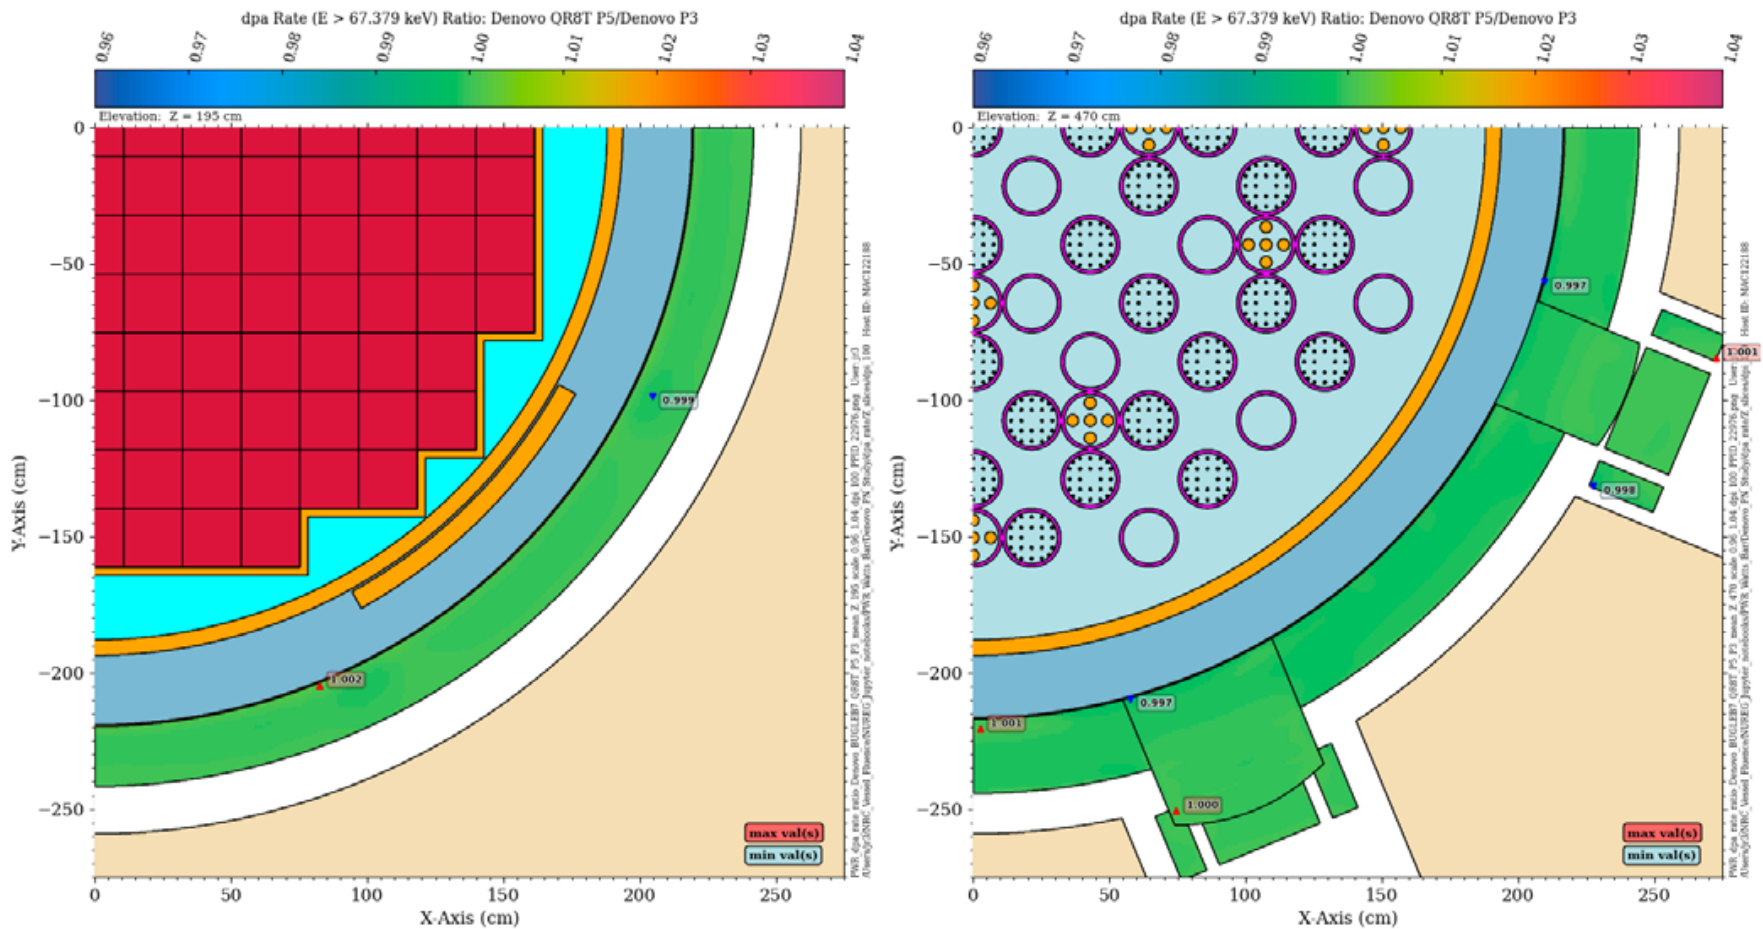 dpa Rate (E > 67.379 keV) Ratio: Denovo QR8T P5/Denovo P3
0.96 0.97 0.98 0.99 1.00 1.01 1.02 1.03 1.04
Elevation: Z = 195 cm
0
−50
−100
−150
−200
−250
Y-Axis (cm)
0.999
1.002
max val(s)
min val(s)
0 50 100 150 200 250
X-Axis (cm)
dpa Rate (E > 67.379 keV) Ratio: Denovo QR8T P5/Denovo P3
0.96 0.97 0.98 0.99 1.00 1.01 1.02 1.03 1.04
Elevation: Z = 470 cm
0
−50
−100
−150
−200
−250
Y-Axis (cm)
0.997
1.001
0.998
0.997
1.001
1.000
max val(s)
min val(s)
0 50 100 150 200 250
X-Axis (cm)